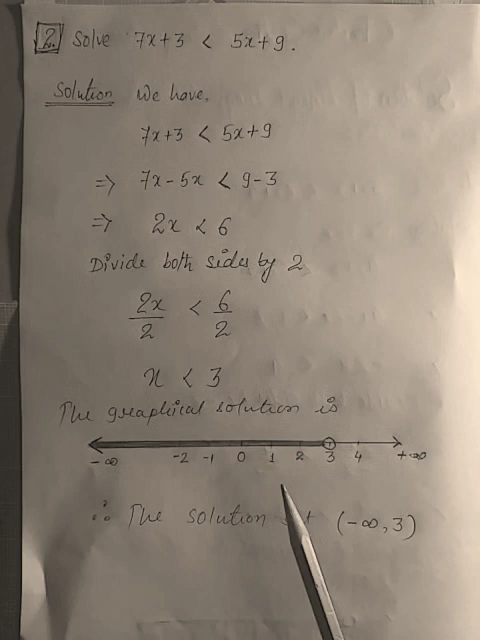 2. Solve 7x+3 < 5x+9.
Solution We have,
7x+3 < 5x+9
=> 7x-5x < 9-3
=> 2x < 6
Divide both sides by 2
2x/2 < 6/2
x < 3
The graphical solution is
-∞ -2 -1 0 1 2 3 4 +∞
∴ The solution (-∞, 3)